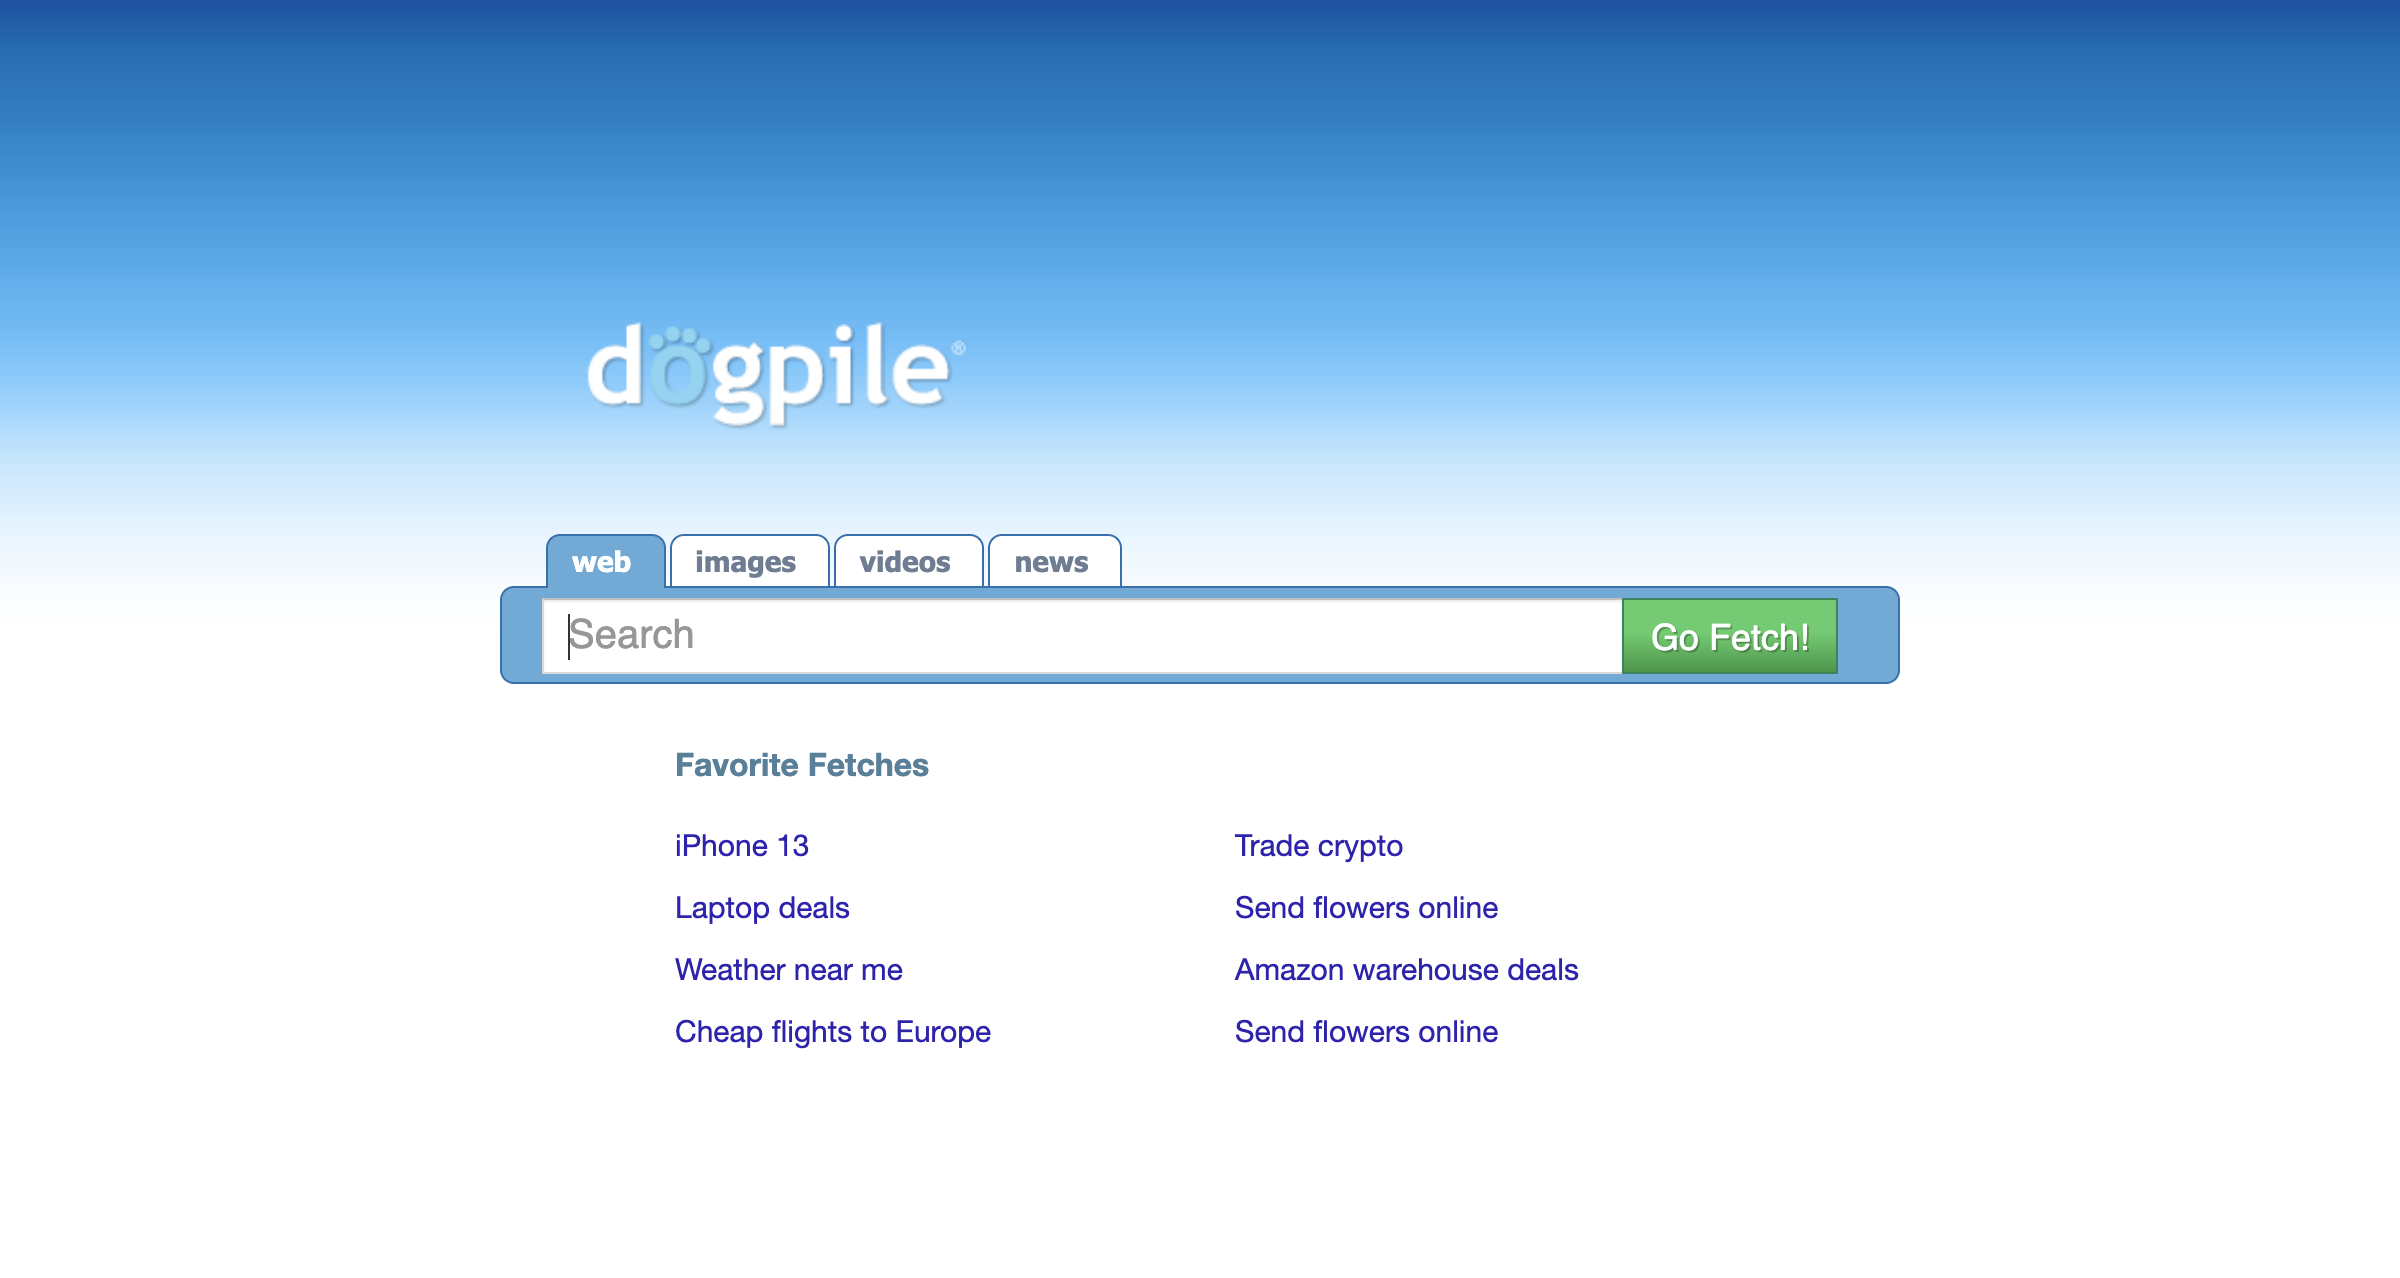 dogpile®
web images videos news
Search Go Fetch!
Favorite Fetches
iPhone 13 Trade crypto
Laptop deals Send flowers online
Weather near me Amazon warehouse deals
Cheap flights to Europe Send flowers online